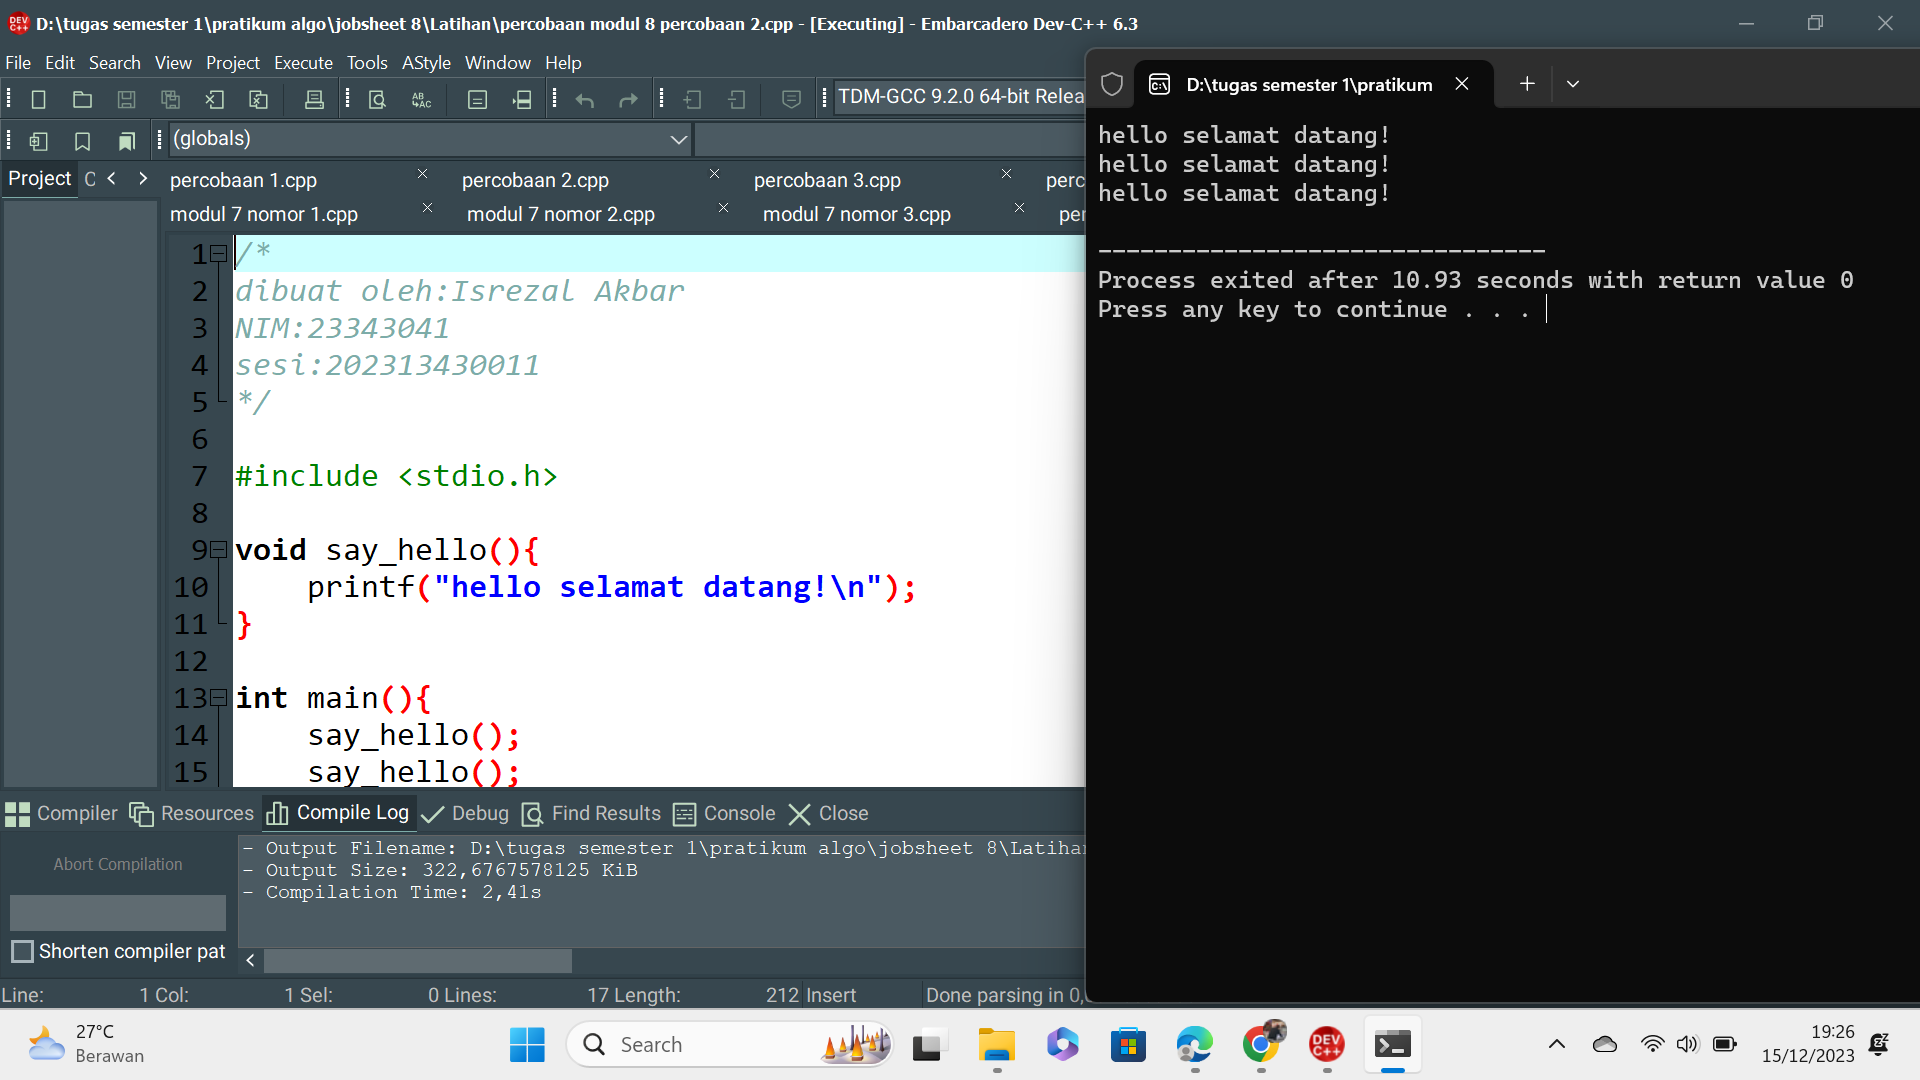 D:\tugas semester 1\pratikum algo\jobsheet 8\Latihan\percobaan modul 8 percobaan 2.cpp - [Executing] - Embarcadero Dev-C++ 6.3
File Edit Search View Project Execute Tools AStyle Window Help
TDM-GCC 9.2.0 64-bit Relea
(globals)
Project
percobaan 1.cpp percobaan 2.cpp percobaan 3.cpp perc
modul 7 nomor 1.cpp modul 7 nomor 2.cpp modul 7 nomor 3.cpp per
1 /*
2 dibuat oleh:Isrezal Akbar
3 NIM:23343041
4 sesi:202313430011
5 */
6
7 #include <stdio.h>
8
9 void say_hello(){
10 printf("hello selamat datang!\n");
11 }
12
13 int main(){
14 say_hello();
15 say_hello();
Compiler Resources Compile Log Debug Find Results Console Close
Abort Compilation
Shorten compiler pat
- Output Filename: D:\tugas semester 1\pratikum algo\jobsheet 8\Latihan
- Output Size: 322,6767578125 KiB
- Compilation Time: 2,41s
Line: 1 Col: 1 Sel: 0 Lines: 17 Length: 212 Insert Done parsing in 0,
D:\tugas semester 1\pratikum
hello selamat datang!
hello selamat datang!
hello selamat datang!
--------------------------------
Process exited after 10.93 seconds with return value 0
Press any key to continue . . .
27°C
Berawan
Search
DEV
C++
19:26
15/12/2023